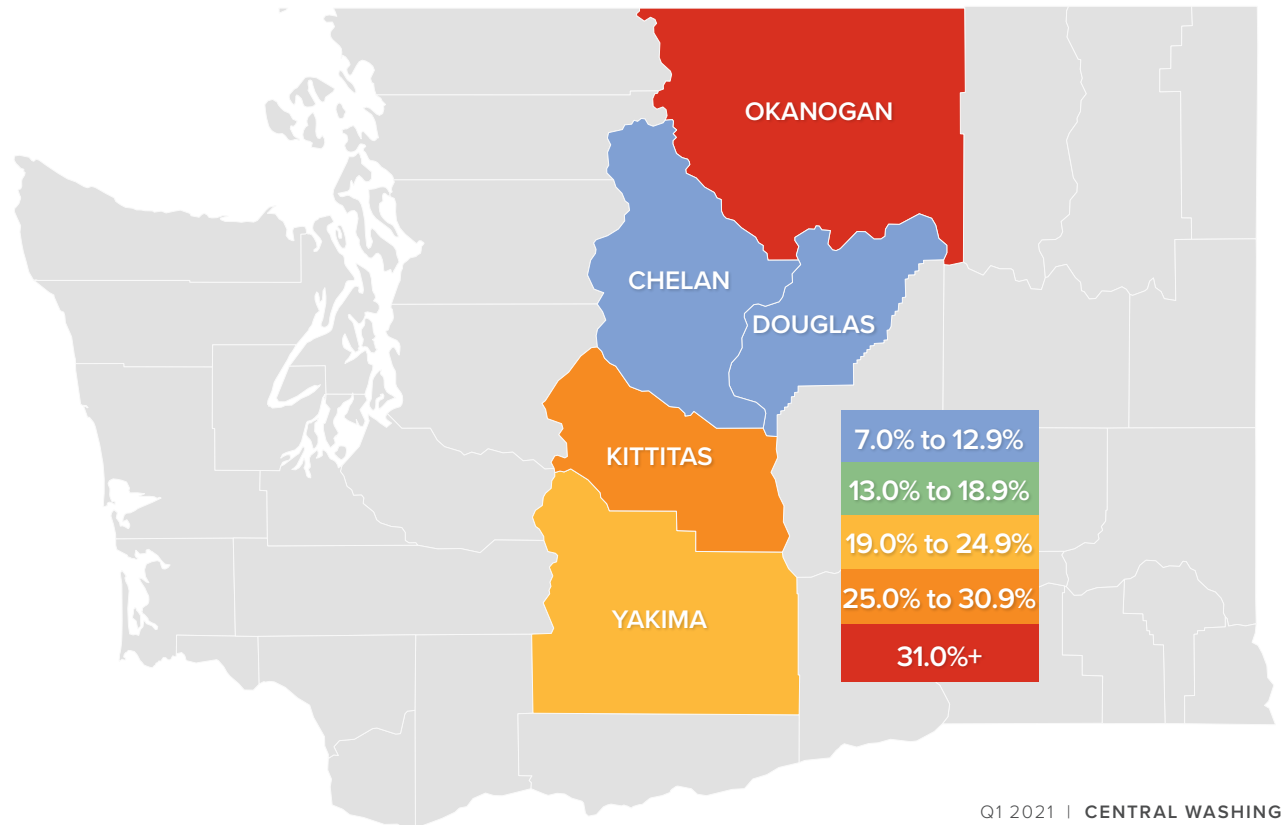 OKANOGAN
CHELAN
DOUGLAS
KITTITAS
YAKIMA
7.0% to 12.9%
13.0% to 18.9%
19.0% to 24.9%
25.0% to 30.9%
31.0%+
Q1 2021 | CENTRAL WASHING